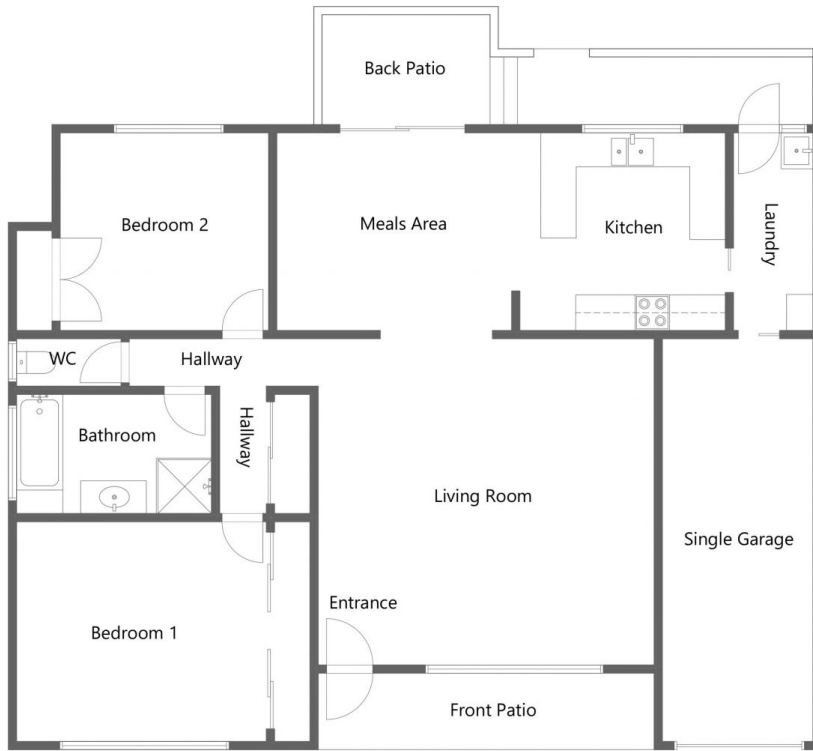 Back Patio
Bedroom 2
Meals Area
Kitchen
Laundry
WC
Hallway
Hallway
Bathroom
Living Room
Single Garage
Entrance
Bedroom 1
Front Patio